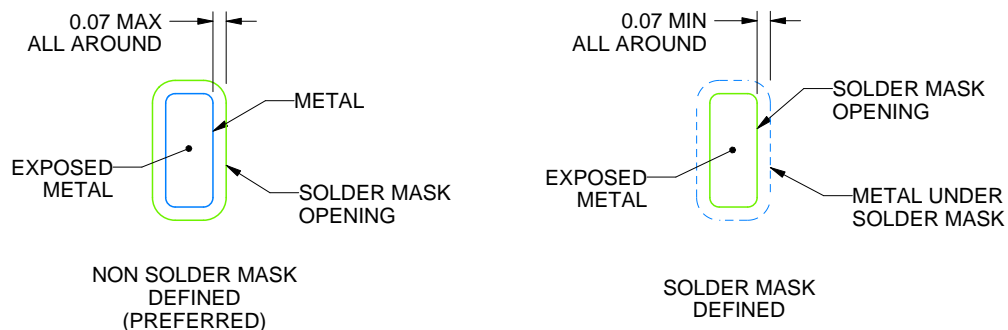 0.07 MAX
ALL AROUND
METAL
EXPOSED
METAL
SOLDER MASK
OPENING
NON SOLDER MASK
DEFINED
(PREFERRED)
0.07 MIN
ALL AROUND
SOLDER MASK
OPENING
EXPOSED
METAL
METAL UNDER
SOLDER MASK
SOLDER MASK
DEFINED